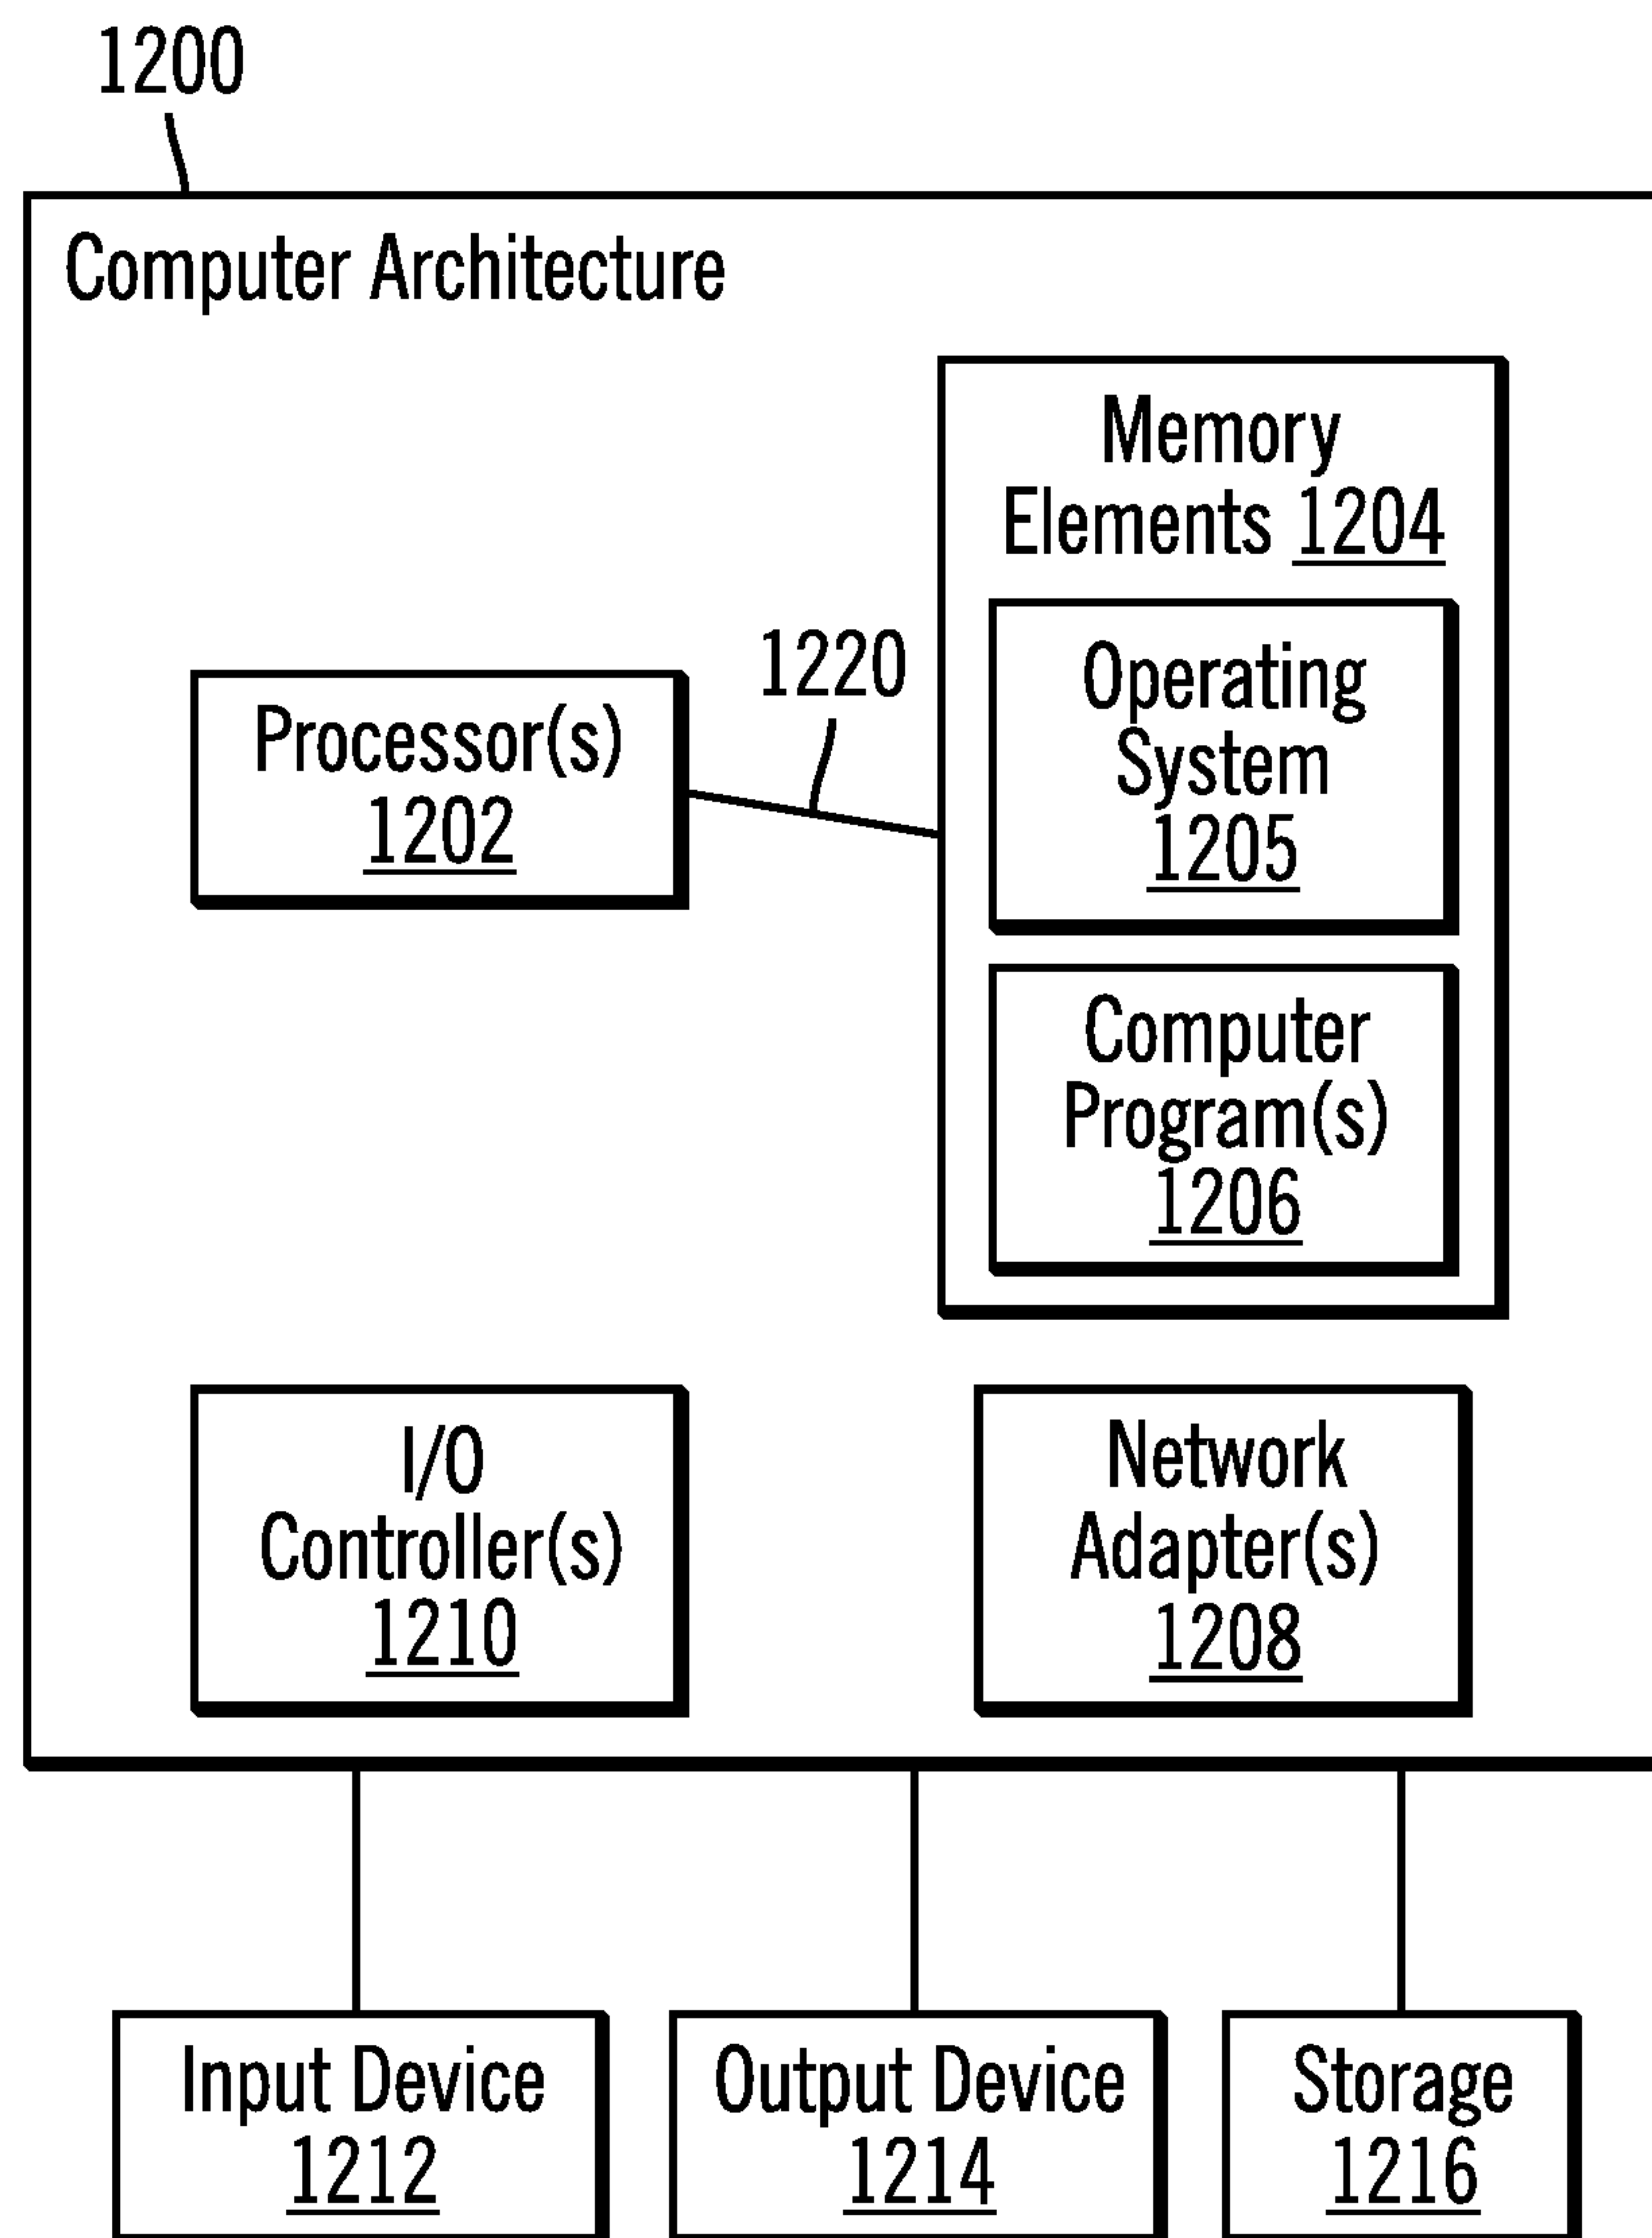 1200
Computer Architecture
Memory
Elements 1204
Operating
System
1205
1220
Processor(s)
1202
Computer
Program(s)
1206
I/O
Controller(s)
1210
Network
Adapter(s)
1208
Input Device
1212
Output Device
1214
Storage
1216